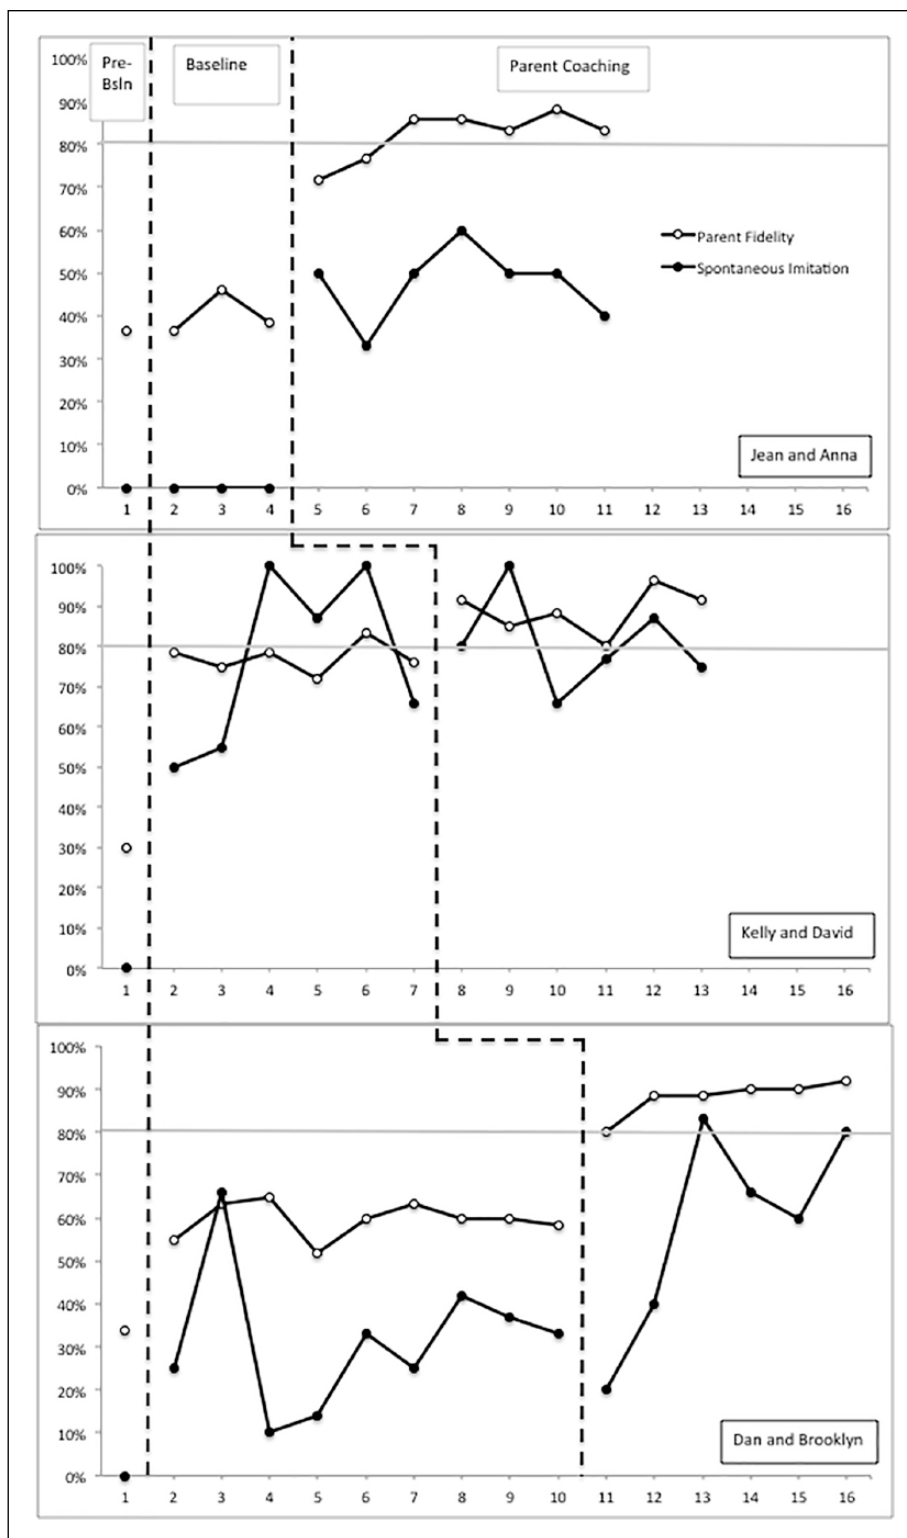 Pre-
Bsln
Baseline
Parent Coaching
100%
90%
80%
70%
60%
50%
40%
30%
20%
10%
0%
Parent Fidelity
Spontaneous Imitation
Jean and Anna
1 2 3 4 5 6 7 8 9 10 11 12 13 14 15 16
100%
90%
80%
70%
60%
50%
40%
30%
20%
10%
0%
Kelly and David
1 2 3 4 5 6 7 8 9 10 11 12 13 14 15 16
100%
90%
80%
70%
60%
50%
40%
30%
20%
10%
0%
Dan and Brooklyn
1 2 3 4 5 6 7 8 9 10 11 12 13 14 15 16